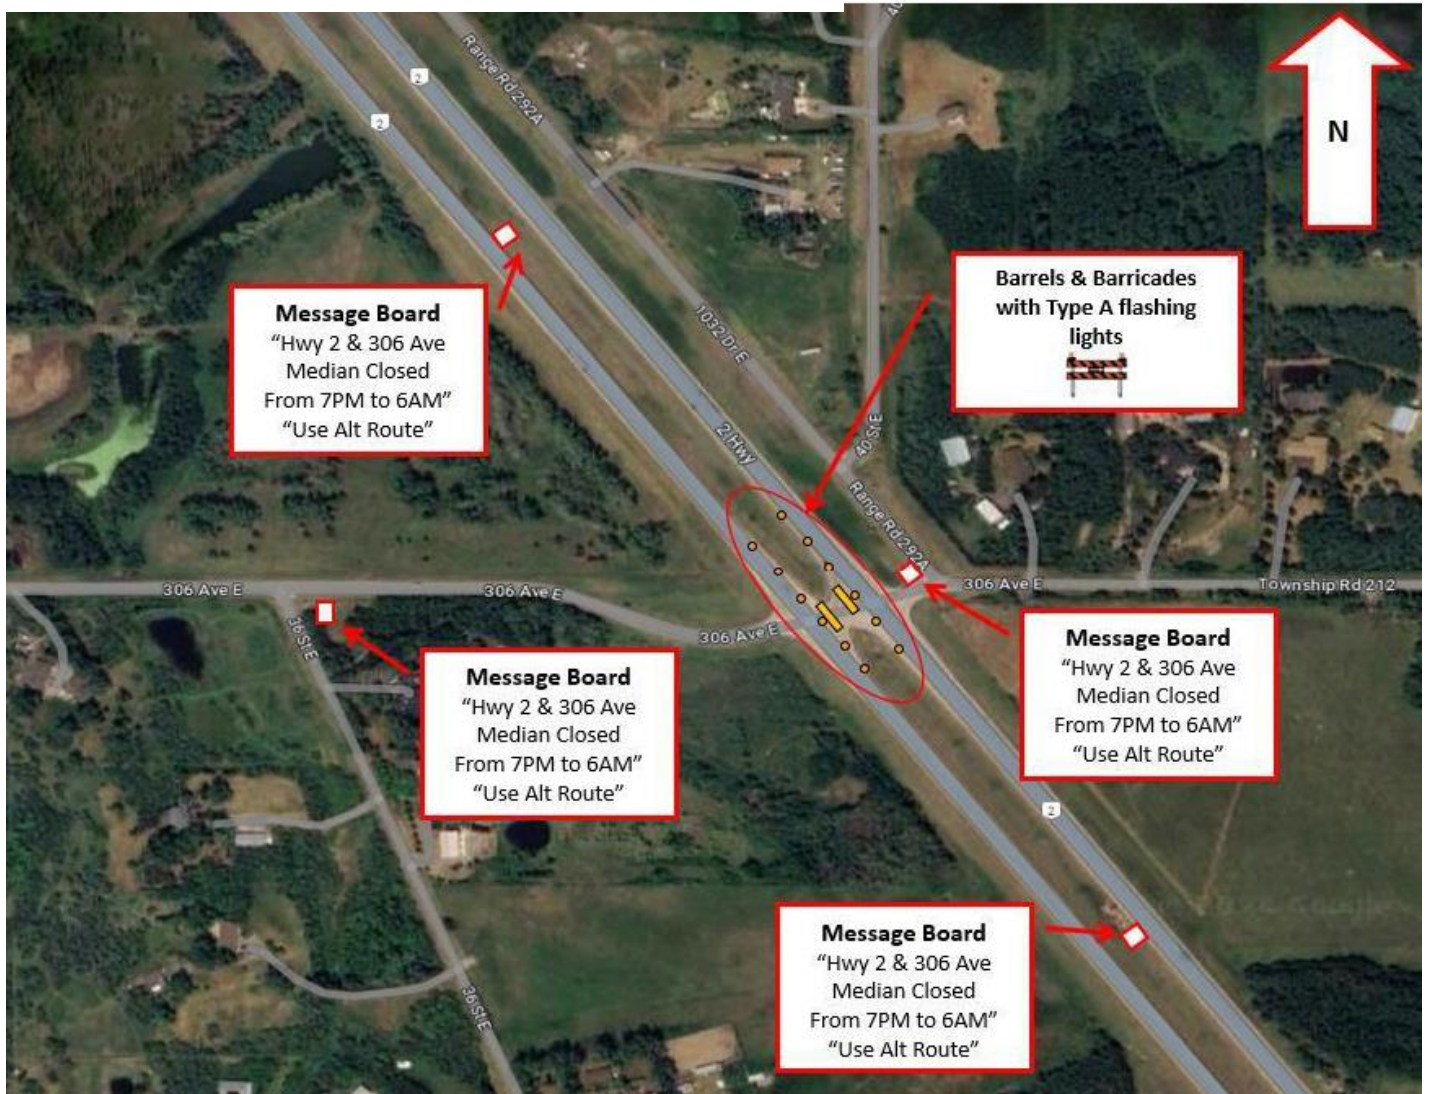 40
N
2
2
Range Rd 292A
Message Board
“Hwy 2 & 306 Ave
Median Closed
From 7PM to 6AM”
“Use Alt Route”
Barrels & Barricades
with Type A flashing
lights
1032 Dr E
2 Hwy
40 St E
Range Rd 292A
306 Ave E
306 Ave E
306 Ave E
306 Ave E
Township Rd 212
36 St E
Message Board
“Hwy 2 & 306 Ave
Median Closed
From 7PM to 6AM”
“Use Alt Route”
Message Board
“Hwy 2 & 306 Ave
Median Closed
From 7PM to 6AM”
“Use Alt Route”
2
Message Board
“Hwy 2 & 306 Ave
Median Closed
From 7PM to 6AM”
“Use Alt Route”
36 St E